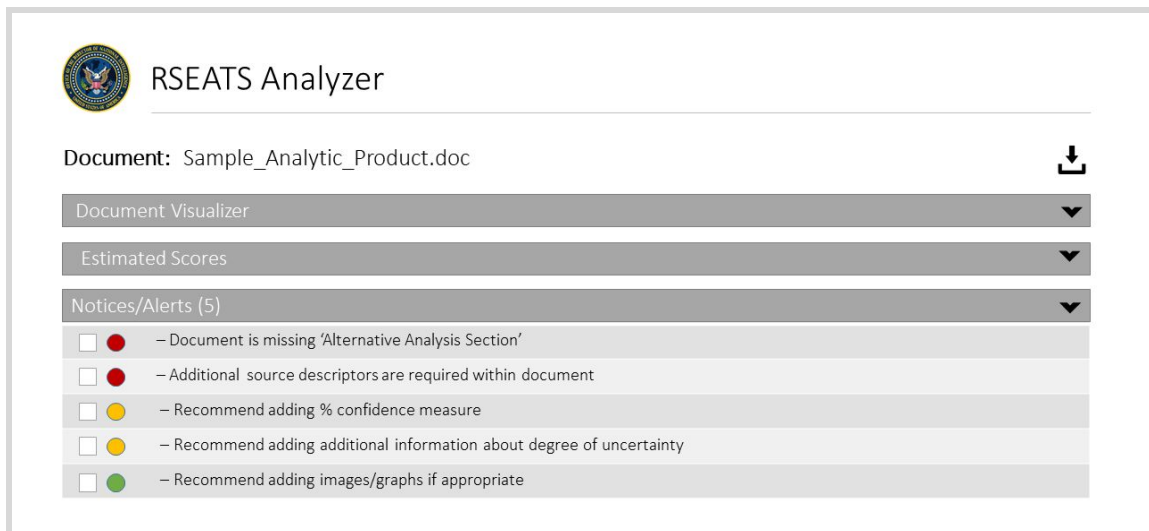 RSEATS Analyzer
Document: Sample_Analytic_Product.doc
Document Visualizer
Estimated Scores
Notices/Alerts (5)
– Document is missing ‘Alternative Analysis Section’
– Additional source descriptors are required within document
– Recommend adding % confidence measure
– Recommend adding additional information about degree of uncertainty
– Recommend adding images/graphs if appropriate